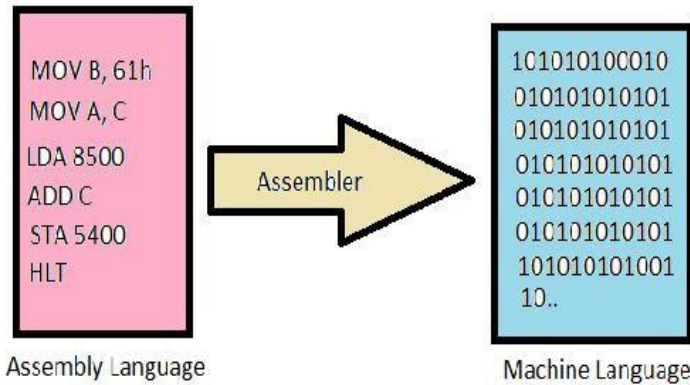 MOV B, 61h
MOV A, C
LDA 8500
ADD C
STA 5400
HLT
Assembly Language
Assembler
101010100010
010101010101
010101010101
010101010101
010101010101
010101010101
101010101001
10..
Machine Language